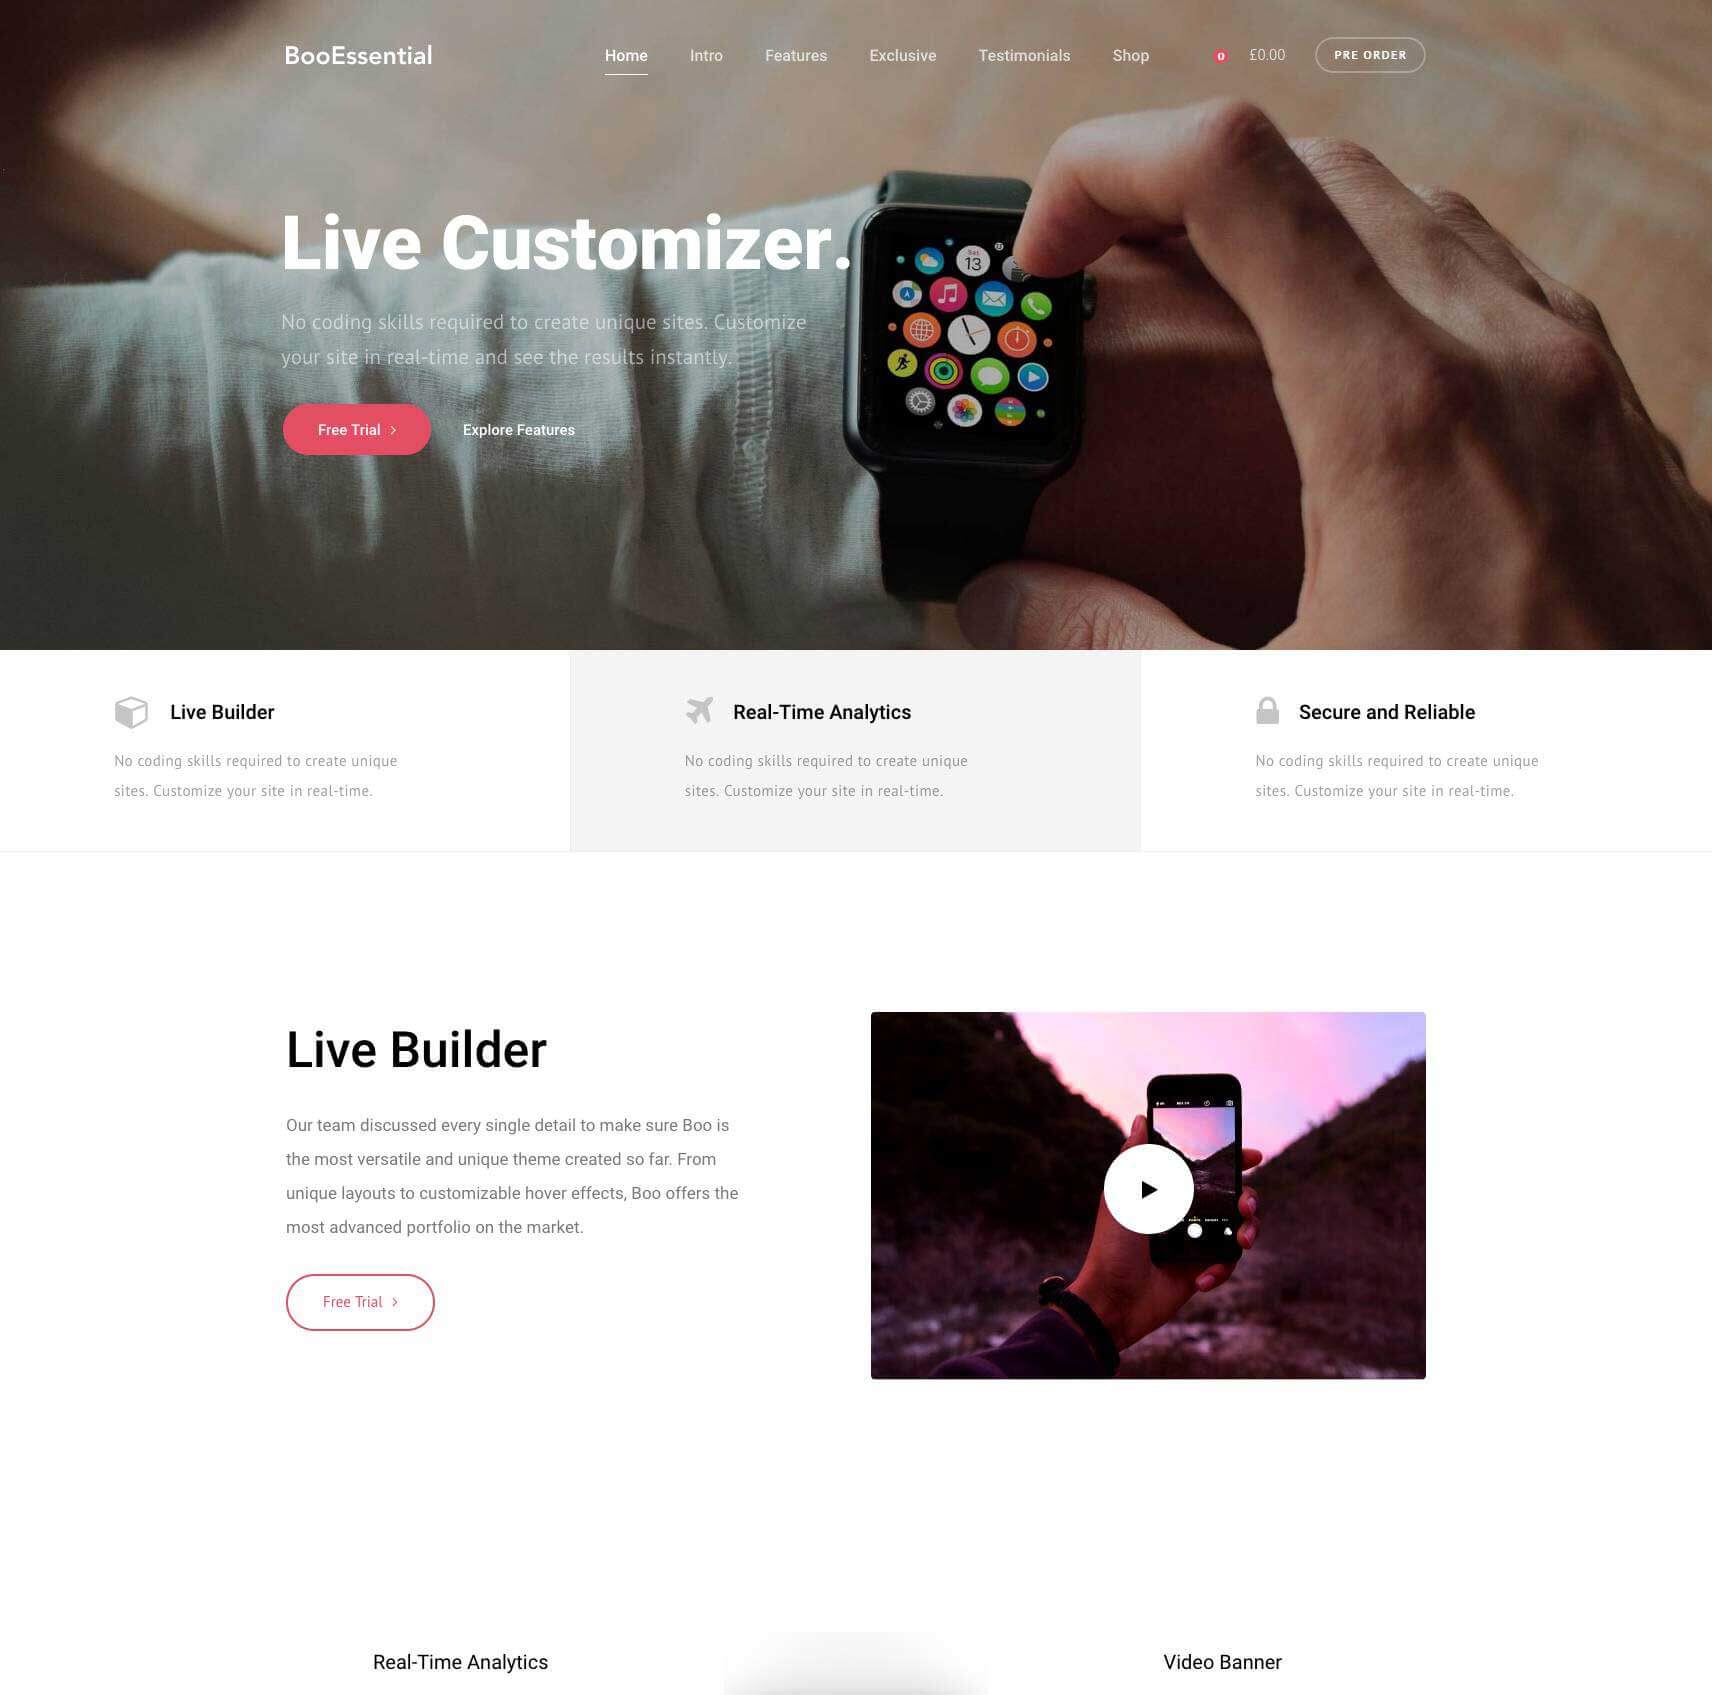 BooEssential
Home Intro Features Exclusive Testimonials Shop 0 £0.00 PRE ORDER
Live Customizer.
Sat
13
No coding skills required to create unique sites. Customize
your site in real-time and see the results instantly.
Free Trial > Explore Features
Live Builder
No coding skills required to create unique
sites. Customize your site in real-time.
Real-Time Analytics
No coding skills required to create unique
sites. Customize your site in real-time.
Secure and Reliable
No coding skills required to create unique
sites. Customize your site in real-time.
Live Builder
Our team discussed every single detail to make sure Boo is
the most versatile and unique theme created so far. From
unique layouts to customizable hover effects, Boo offers the
most advanced portfolio on the market.
Free Trial >
Real-Time Analytics
Video Banner